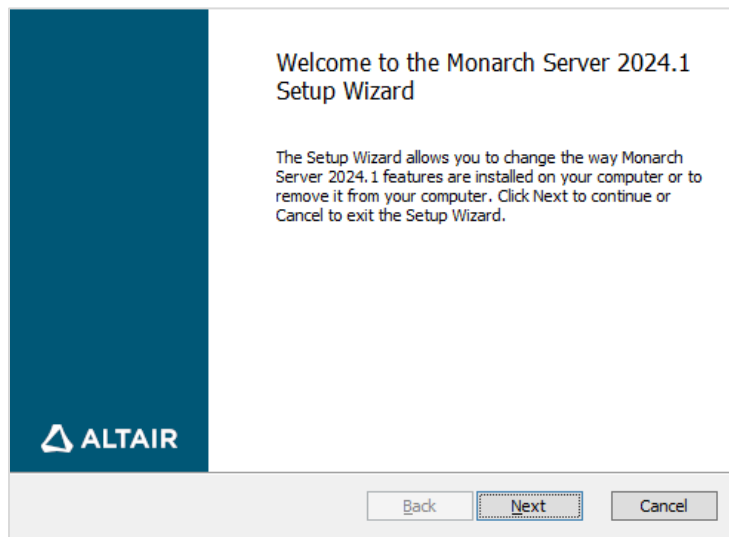 Welcome to the Monarch Server 2024.1
Setup Wizard
The Setup Wizard allows you to change the way Monarch
Server 2024.1 features are installed on your computer or to
remove it from your computer. Click Next to continue or
Cancel to exit the Setup Wizard.
ALTAIR
Back Next Cancel